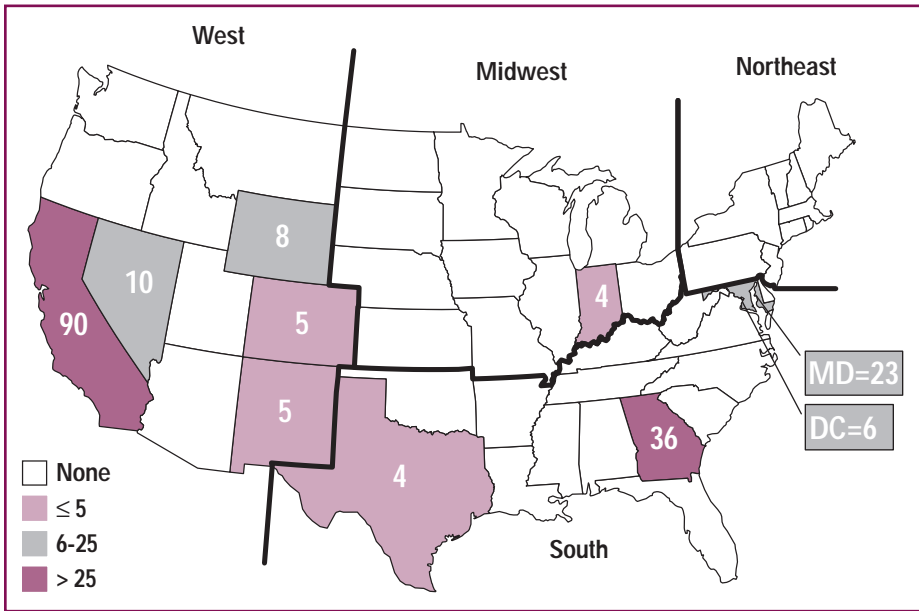 West
Midwest
Northeast
8
10
90
5
4
5
MD=23
DC=6
36
4
None
≤ 5
6-25
> 25
South